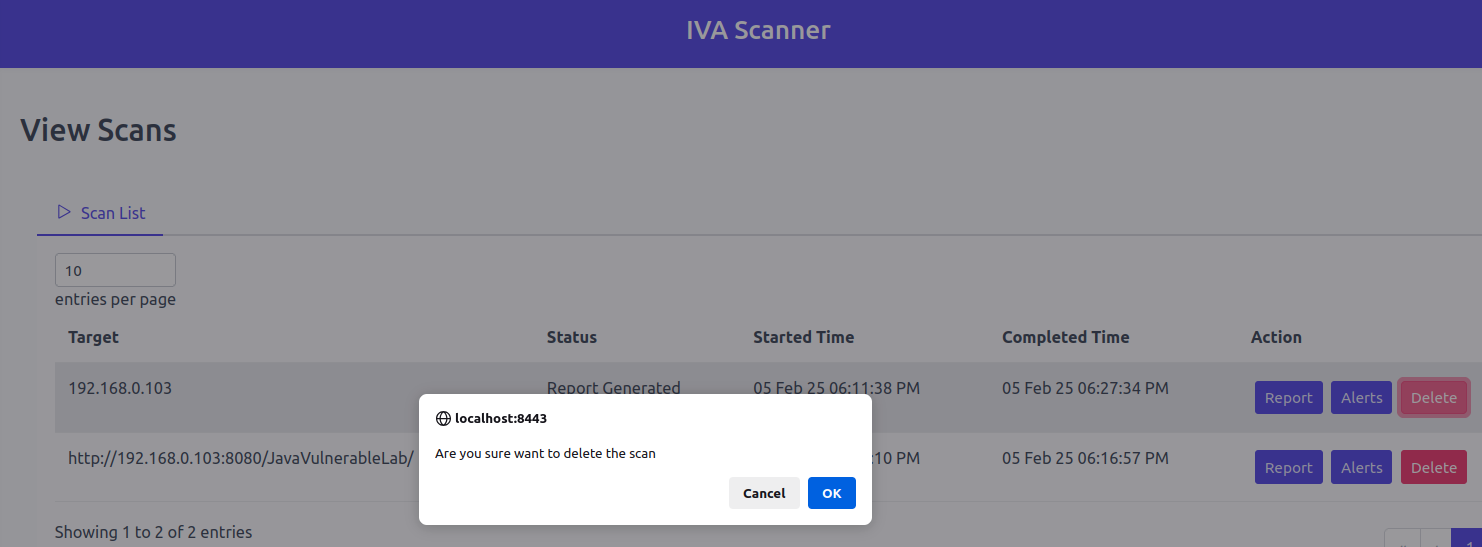 IVA Scanner
View Scans
Scan List
10
entries per page
Target Status Started Time Completed Time Action
192.168.0.103 Report Generated 05 Feb 25 06:11:38 PM 05 Feb 25 06:27:34 PM Report Alerts Delete
localhost:8443
Are you sure want to delete the scan
Cancel OK
http://192.168.0.103:8080/JavaVulnerableLab/ :10 PM 05 Feb 25 06:16:57 PM Report Alerts Delete
Showing 1 to 2 of 2 entries
1